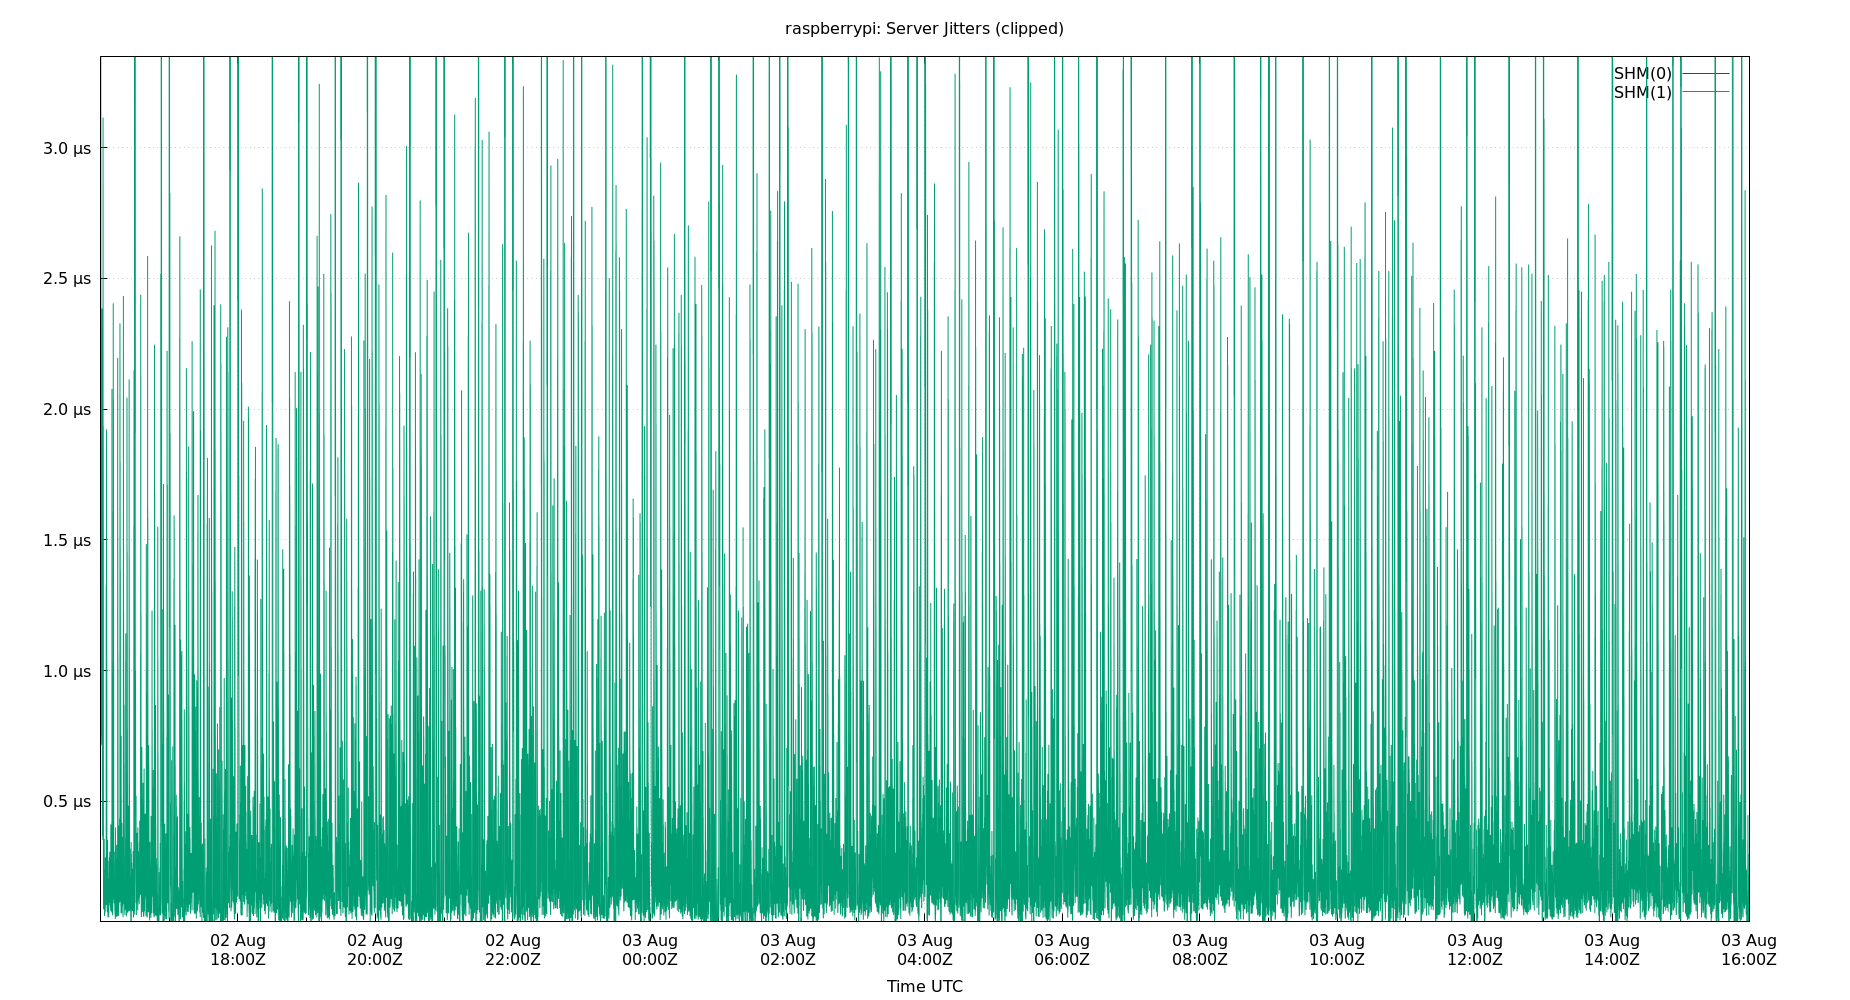 raspberrypi: Server Jitters (clipped)
SHM(0)
SHM(1)
3.0 µs
2.5 µs
2.0 µs
1.5 µs
1.0 µs
0.5 µs
02 Aug 02 Aug 02 Aug 03 Aug 03 Aug 03 Aug 03 Aug 03 Aug 03 Aug 03 Aug 03 Aug 03 Aug
18:00Z 20:00Z 22:00Z 00:00Z 02:00Z 04:00Z 06:00Z 08:00Z 10:00Z 12:00Z 14:00Z 16:00Z
Time UTC